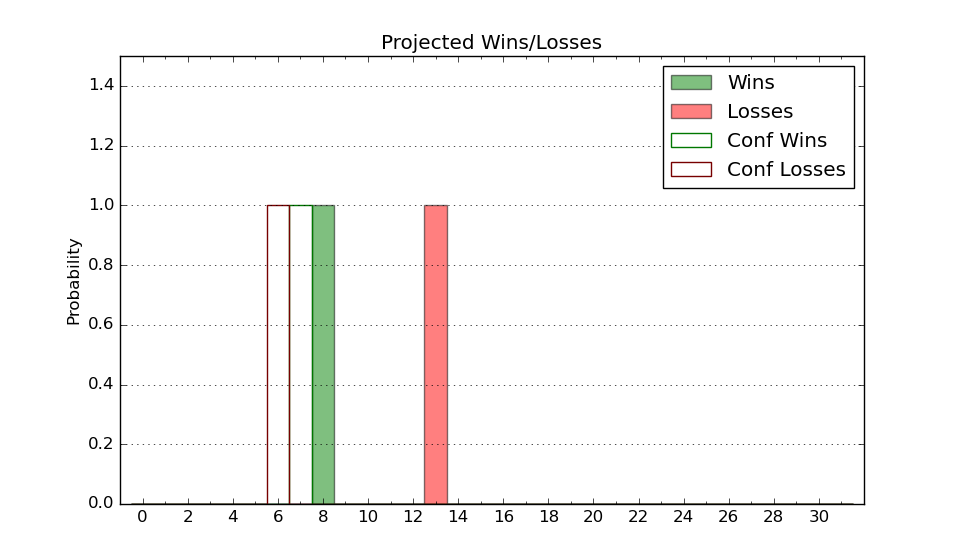 Projected Wins/Losses
Wins
Losses
Conf Wins
Conf Losses
Probability
1.4
1.2
1.0
0.8
0.6
0.4
0.2
0.0
0 2 4 6 8 10 12 14 16 18 20 22 24 26 28 30